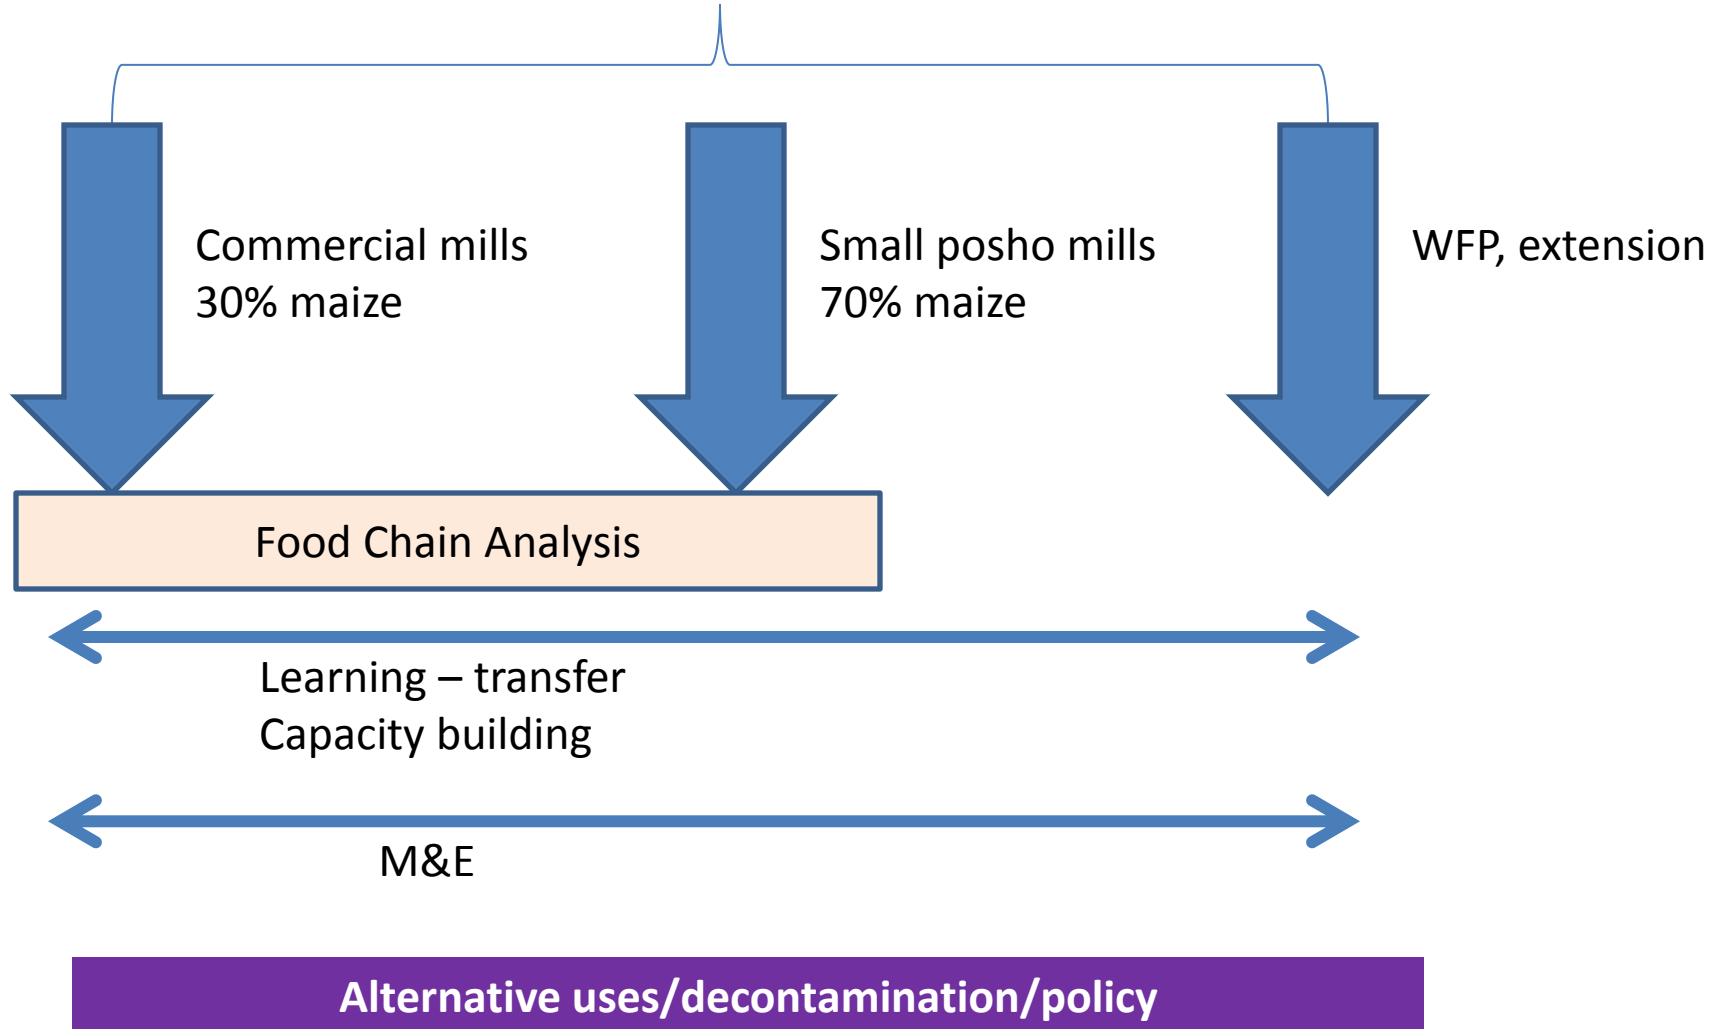 Commercial mills
30% maize
Small posho mills
70% maize
WFP, extension
Food Chain Analysis
Learning – transfer
Capacity building
M&E
Alternative uses/decontamination/policy